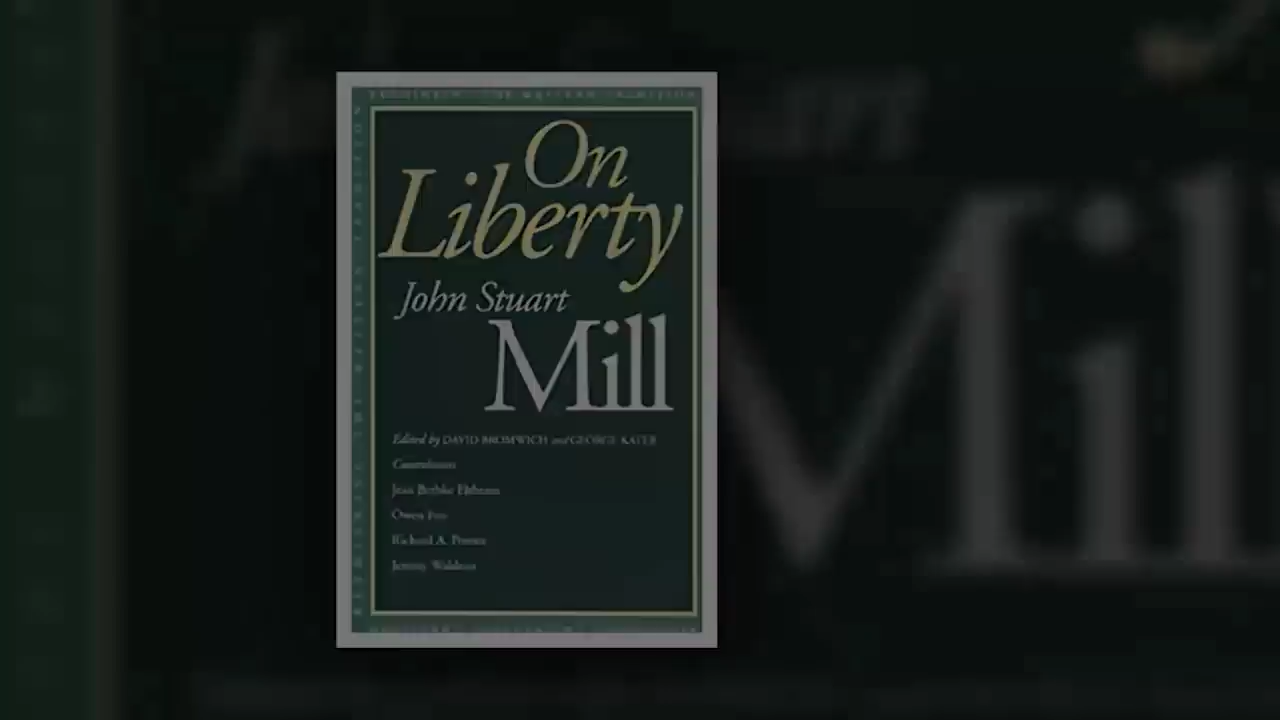 On
Liberty
John Stuart
Mill
Edited by DAVID BROMWICH and GEORGE KATEB
Contributors
Jean Bethke Elshtain
Owen Fiss
Richard A. Posner
Jeremy Waldron